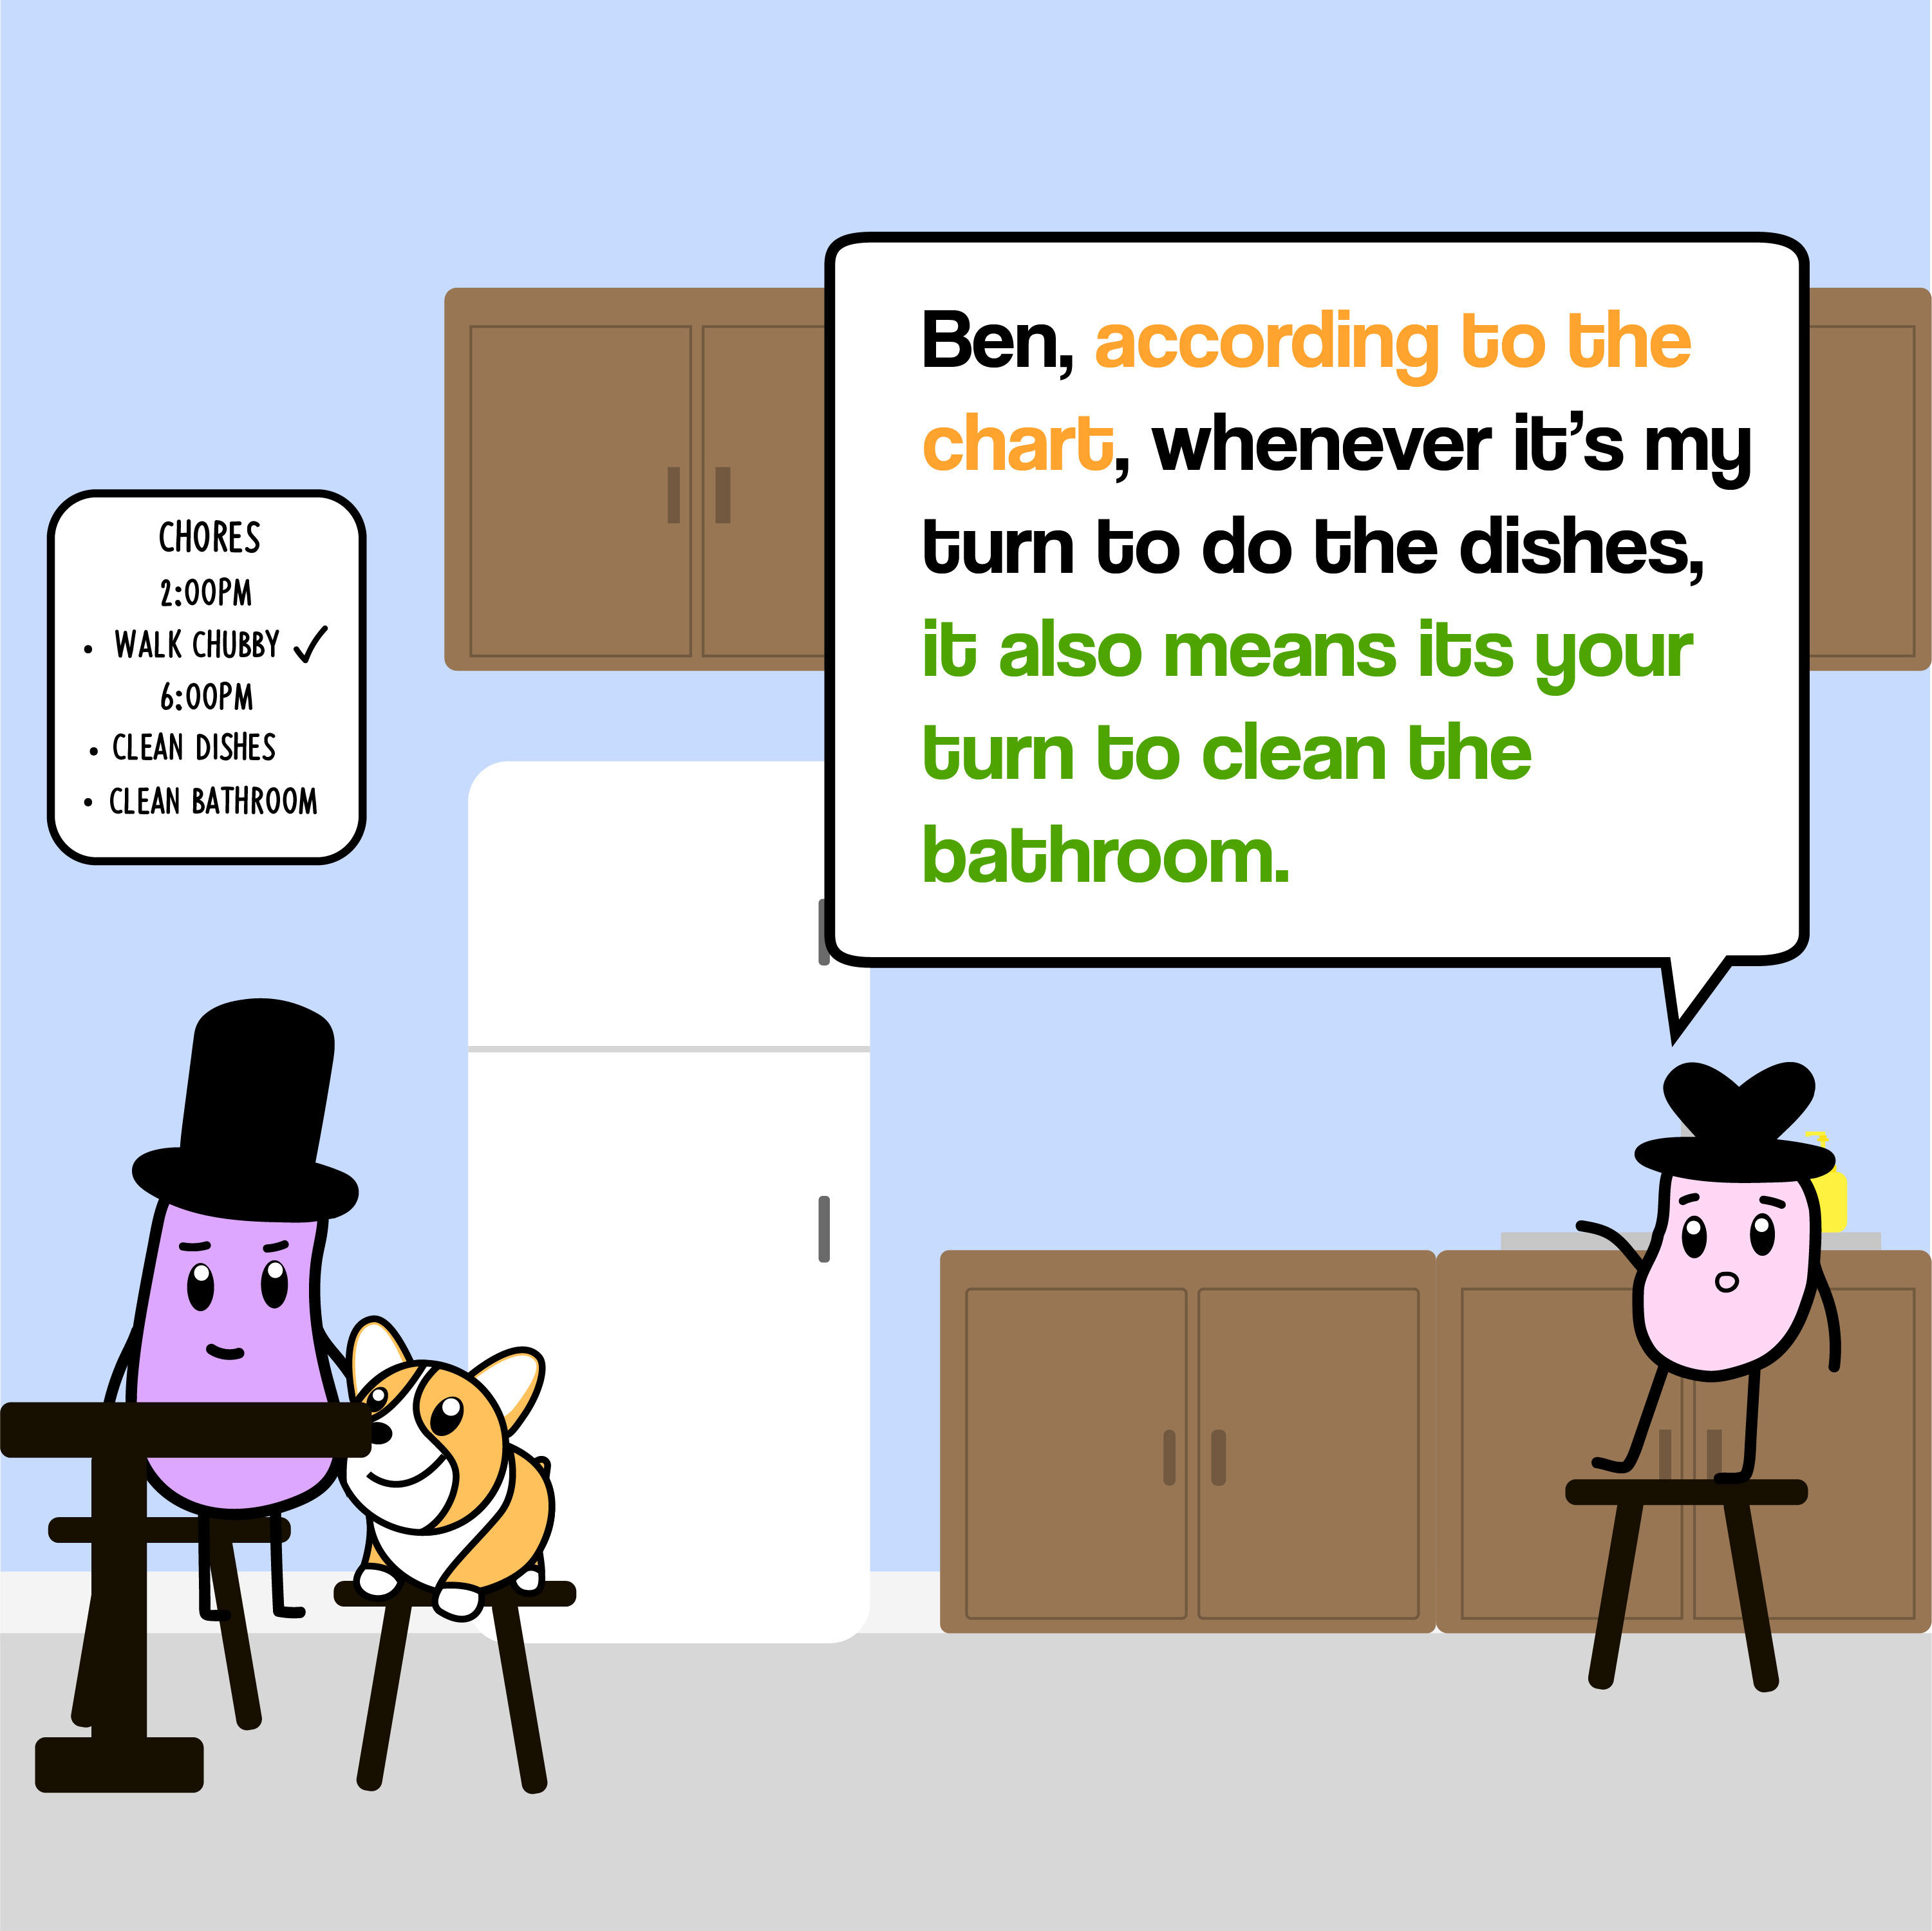 Ben, according to the
chart, whenever it’s my
turn to do the dishes,
it also means its your
turn to clean the
bathroom.
CHORES
2:00PM
• WALK CHUBBY ✓
6:00PM
• CLEAN DISHES
• CLEAN BATHROOM